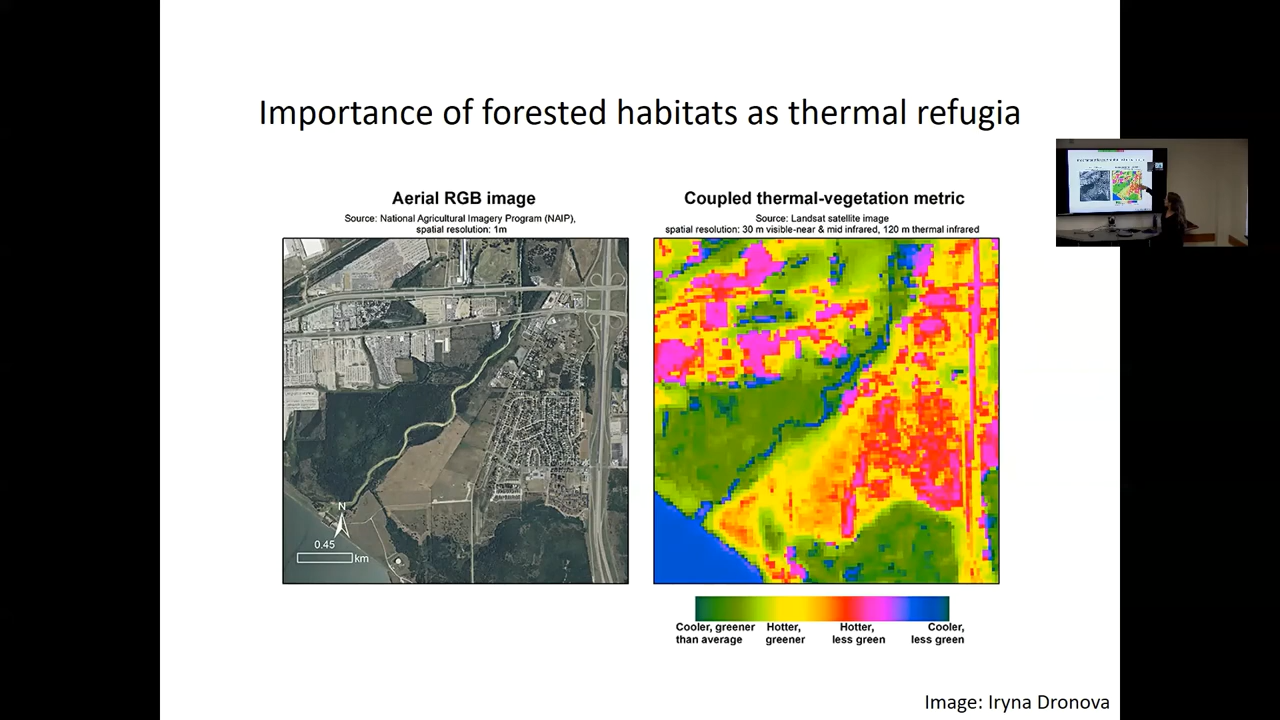 Importance of forested habitats as thermal refugia
Aerial RGB image
Source: National Agricultural Imagery Program (NAIP),
spatial resolution: 1m
Coupled thermal-vegetation metric
Source: Landsat satellite image
spatial resolution: 30 m visible-near & mid infrared, 120 m thermal infrared
N
0.45
km
Cooler, greener
than average
Hotter,
greener
Hotter,
less green
Cooler,
less green
Image: Iryna Dronova